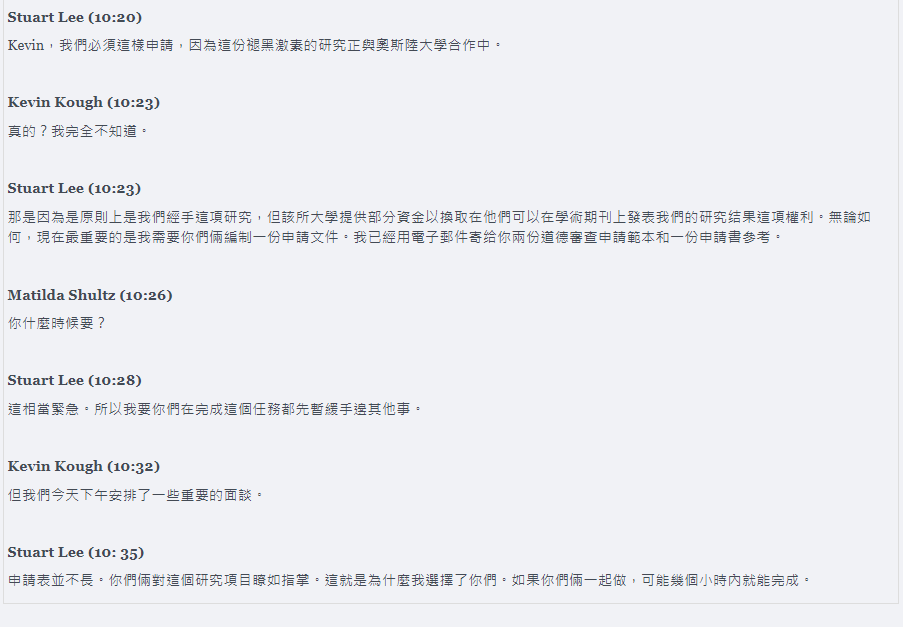 Stuart Lee (10:20)
Kevin，我們必須這樣申請，因為這份褪黑激素的研究正與奧斯陸大學合作中。
Kevin Kough (10:23)
真的？我完全不知道。
Stuart Lee (10:23)
那是因為是原則上是我們經手這項研究，但該所大學提供部分資金以換取在他們可以在學術期刊上發表我們的研究结果這項權利。無論如
何，現在最重要的是我需要你們倆編制一份申請文件。我已經用電子郵件寄給你兩份道德審查申請範本和一份申請書參考。
Matilda Shultz (10:26)
你什麼時候要？
Stuart Lee (10:28)
這相當緊急。所以我要你們在完成這個任務都先暫緩手邊其他事。
Kevin Kough (10:32)
但我們今天下午安排了一些重要的面談。
Stuart Lee (10: 35)
申請表並不長。你們倆對這個研究項目瞭如指掌。這就是為什麼我選擇了你們。如果你們倆一起做，可能幾個小時內就能完成。